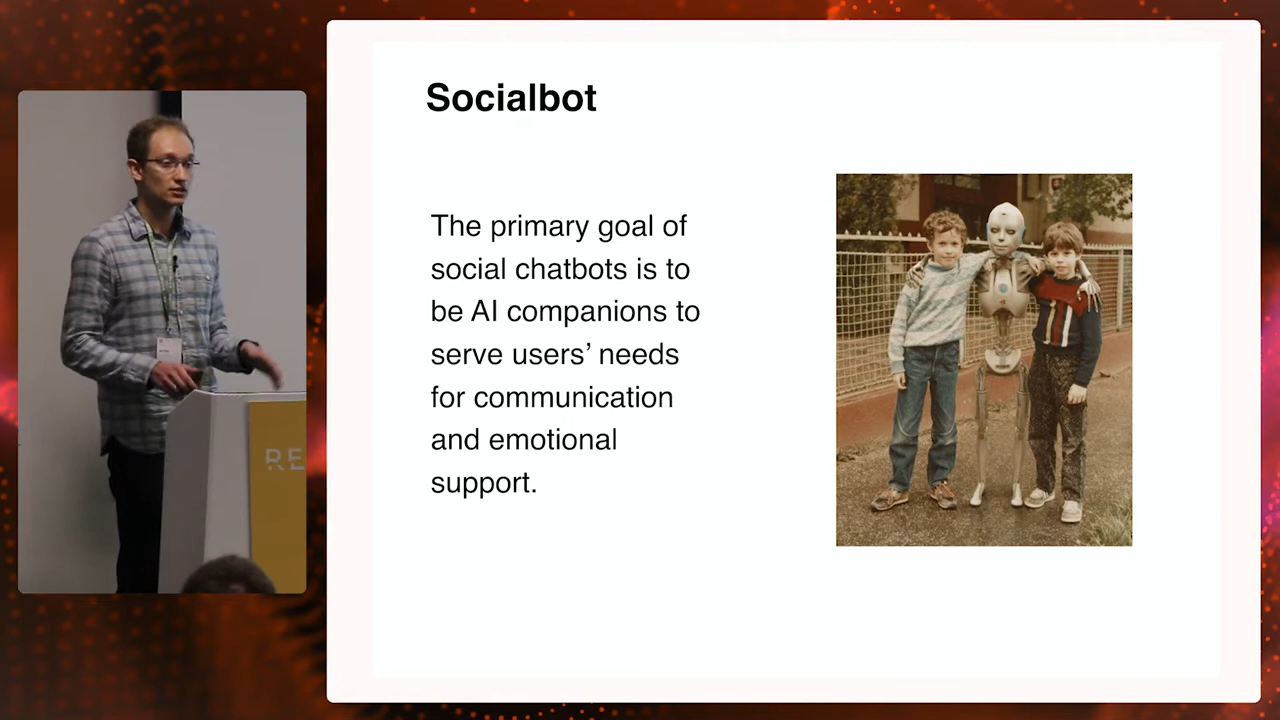 Socialbot
The primary goal of
social chatbots is to
be AI companions to
serve users’ needs
for communication
and emotional
support.
RE